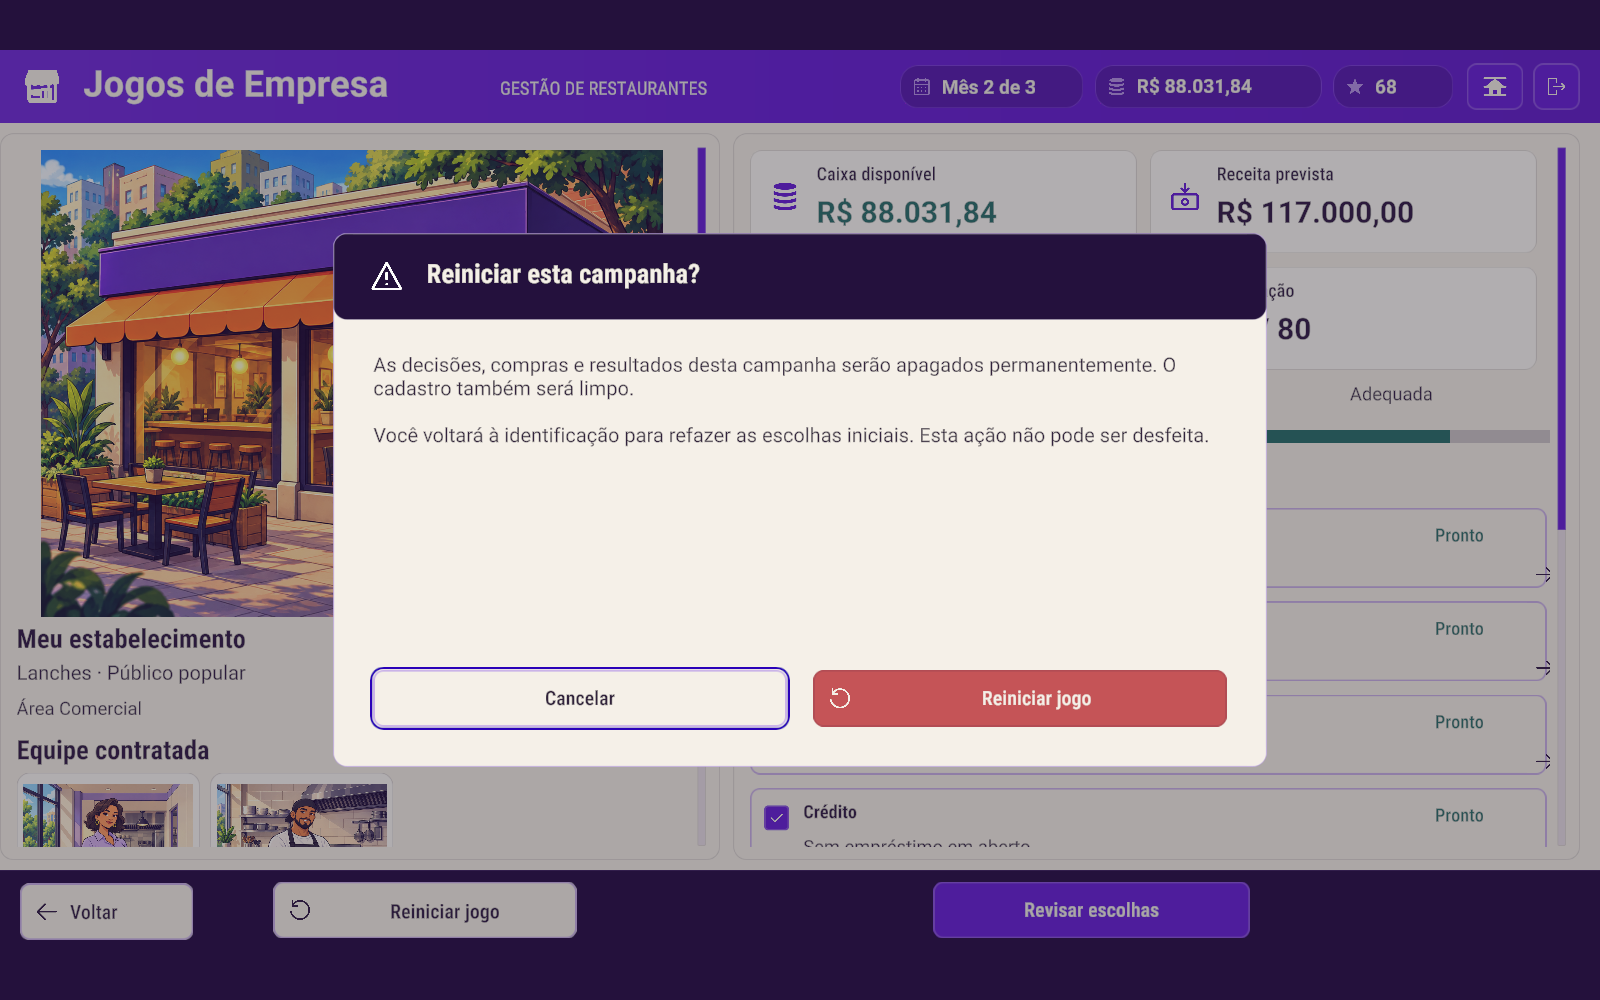 Jogos de Empresa
GESTÃO DE RESTAURANTES
Mês 2 de 3
R$ 88.031,84
68
Caixa disponível
R$ 88.031,84
Receita prevista
R$ 117.000,00
ção
80
Adequada
Reiniciar esta campanha?
As decisões, compras e resultados desta campanha serão apagados permanentemente. O
cadastro também será limpo.
Você voltará à identificação para refazer as escolhas iniciais. Esta ação não pode ser desfeita.
Cancelar
Reiniciar jogo
Pronto
Pronto
Pronto
Meu estabelecimento
Lanches · Público popular
Área Comercial
Equipe contratada
Crédito
Pronto
Sem empréstimo em aberto
Voltar
Reiniciar jogo
Revisar escolhas